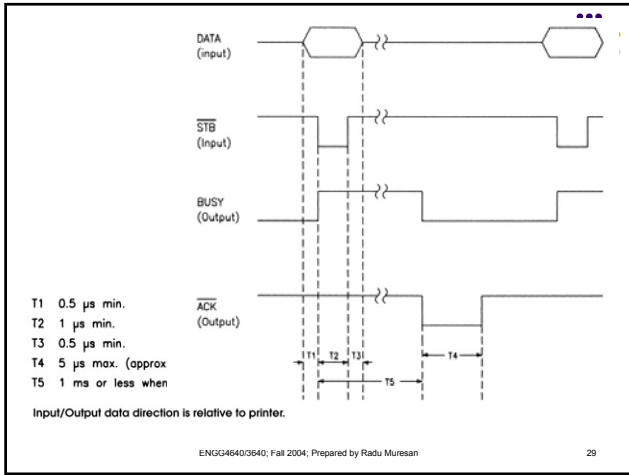 DATA
(input)
STB
(Input)
BUSY
(Output)
ACK
(Output)
T1 0.5 µs min.
T2 1 µs min.
T3 0.5 µs min.
T4 5 µs max. (approx
T5 1 ms or less when
T1 T2 T3 T4
T5
Input/Output data direction is relative to printer.
ENGG4640/3640; Fall 2004; Prepared by Radu Muresan 29